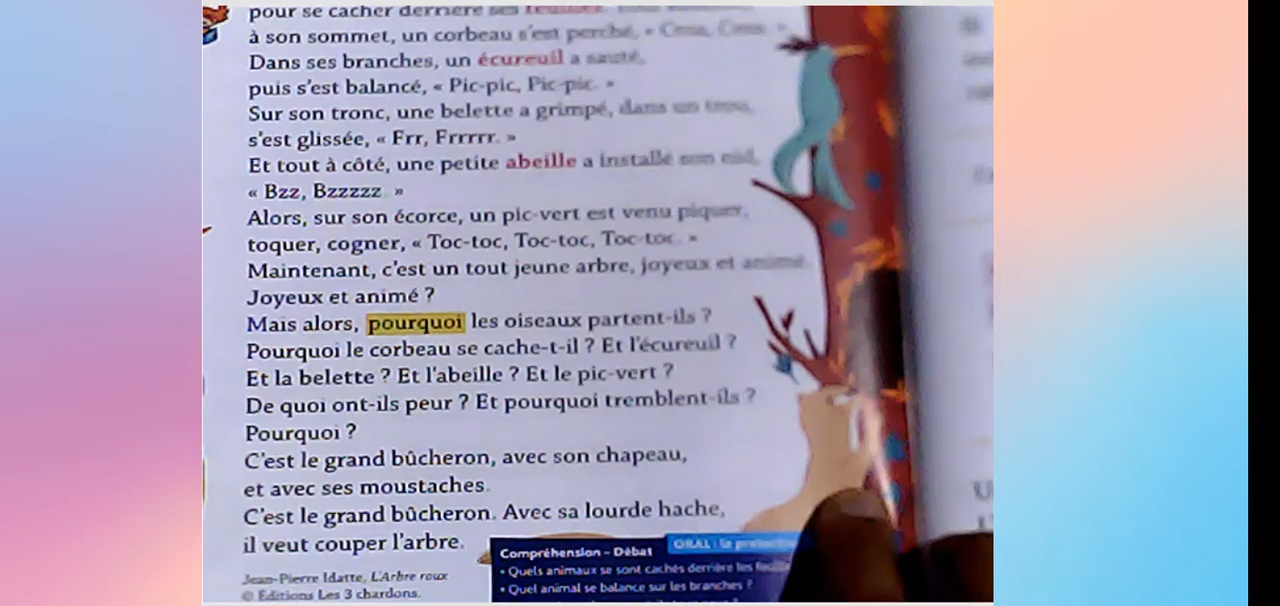 pour se cacher derrière ses feuilles.
à son sommet, un corbeau s'est perché, « Croa, Croa. »
Dans ses branches, un écureuil a sauté,
puis s'est balancé, « Pic-pic, Pic-pic. »
Sur son tronc, une belette a grimpé, dans un trou,
s'est glissée, « Frr, Frrrrr. »
Et tout à côté, une petite abeille a installé son nid,
« Bzz, Bzzzzz. »
Alors, sur son écorce, un pic-vert est venu piquer,
toquer, cogner, « Toc-toc, Toc-toc, Toc-toc. »
Maintenant, c'est un tout jeune arbre, joyeux et animé.
Joyeux et animé ?
Mais alors, pourquoi les oiseaux partent-ils ?
Pourquoi le corbeau se cache-t-il ? Et l'écureuil ?
Et la belette ? Et l'abeille ? Et le pic-vert ?
De quoi ont-ils peur ? Et pourquoi tremblent-ils ?
Pourquoi ?
C'est le grand bûcheron, avec son chapeau,
et avec ses moustaches.
C'est le grand bûcheron. Avec sa lourde hache,
il veut couper l'arbre.
Jean-Pierre Idatte, L'Arbre roux
© Editions Les 3 chardons.
ORAL : la
Compréhension – Débat
• Quels animaux se sont cachés derrière les
• Quel animal se balance sur les branches ?